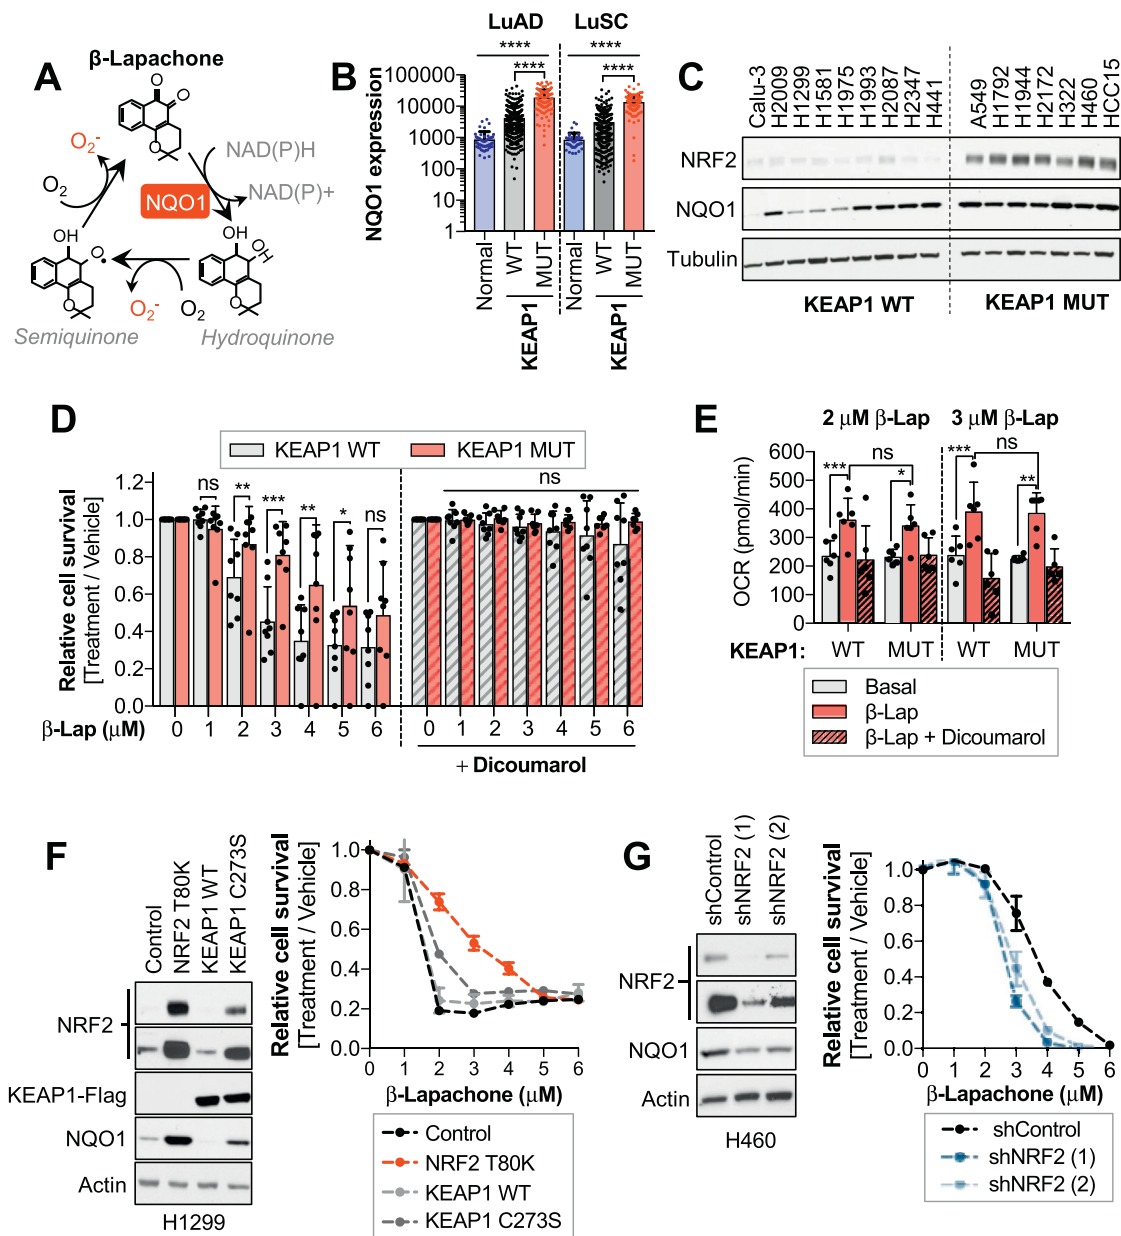 A
β-Lapachone
O
O
O2-
NAD(P)H
O2
NQO1
NAD(P)+
OH
OH
O
OH
O
O
O2-
O2
Semiquinone
Hydroquinone
B
LuAD
LuSC
****
****
****
****
NQO1 expression
100000
10000
1000
100
10
1
Normal
WT
MUT
Normal
WT
MUT
KEAP1
KEAP1
C
Calu-3
H2009
H1299
H1581
H1975
H1993
H2087
H2347
H441
A549
H1792
H1944
H2172
H322
H460
HCC15
NRF2
NQO1
Tubulin
KEAP1 WT
KEAP1 MUT
D
KEAP1 WT
KEAP1 MUT
Relative cell survival
[Treatment / Vehicle]
1.2
1.0
0.8
0.6
0.4
0.2
0.0
ns
**
***
**
*
ns
ns
β-Lap (μM)
0 1 2 3 4 5 6
0 1 2 3 4 5 6
+ Dicoumarol
E
2 μM β-Lap
3 μM β-Lap
OCR (pmol/min)
600
500
400
300
200
100
0
***
ns
*
***
ns
**
KEAP1: WT MUT WT MUT
Basal
β-Lap
β-Lap + Dicoumarol
F
Control
NRF2 T80K
KEAP1 WT
KEAP1 C273S
NRF2
KEAP1-Flag
NQO1
Actin
H1299
Relative cell survival
[Treatment / Vehicle]
1.0
0.8
0.6
0.4
0.2
0.0
0 1 2 3 4 5 6
β-Lapachone (μM)
Control
NRF2 T80K
KEAP1 WT
KEAP1 C273S
G
shControl
shNRF2 (1)
shNRF2 (2)
NRF2
NQO1
Actin
H460
Relative cell survival
[Treatment / Vehicle]
1.0
0.8
0.6
0.4
0.2
0.0
0 1 2 3 4 5 6
β-Lapachone (μM)
shControl
shNRF2 (1)
shNRF2 (2)